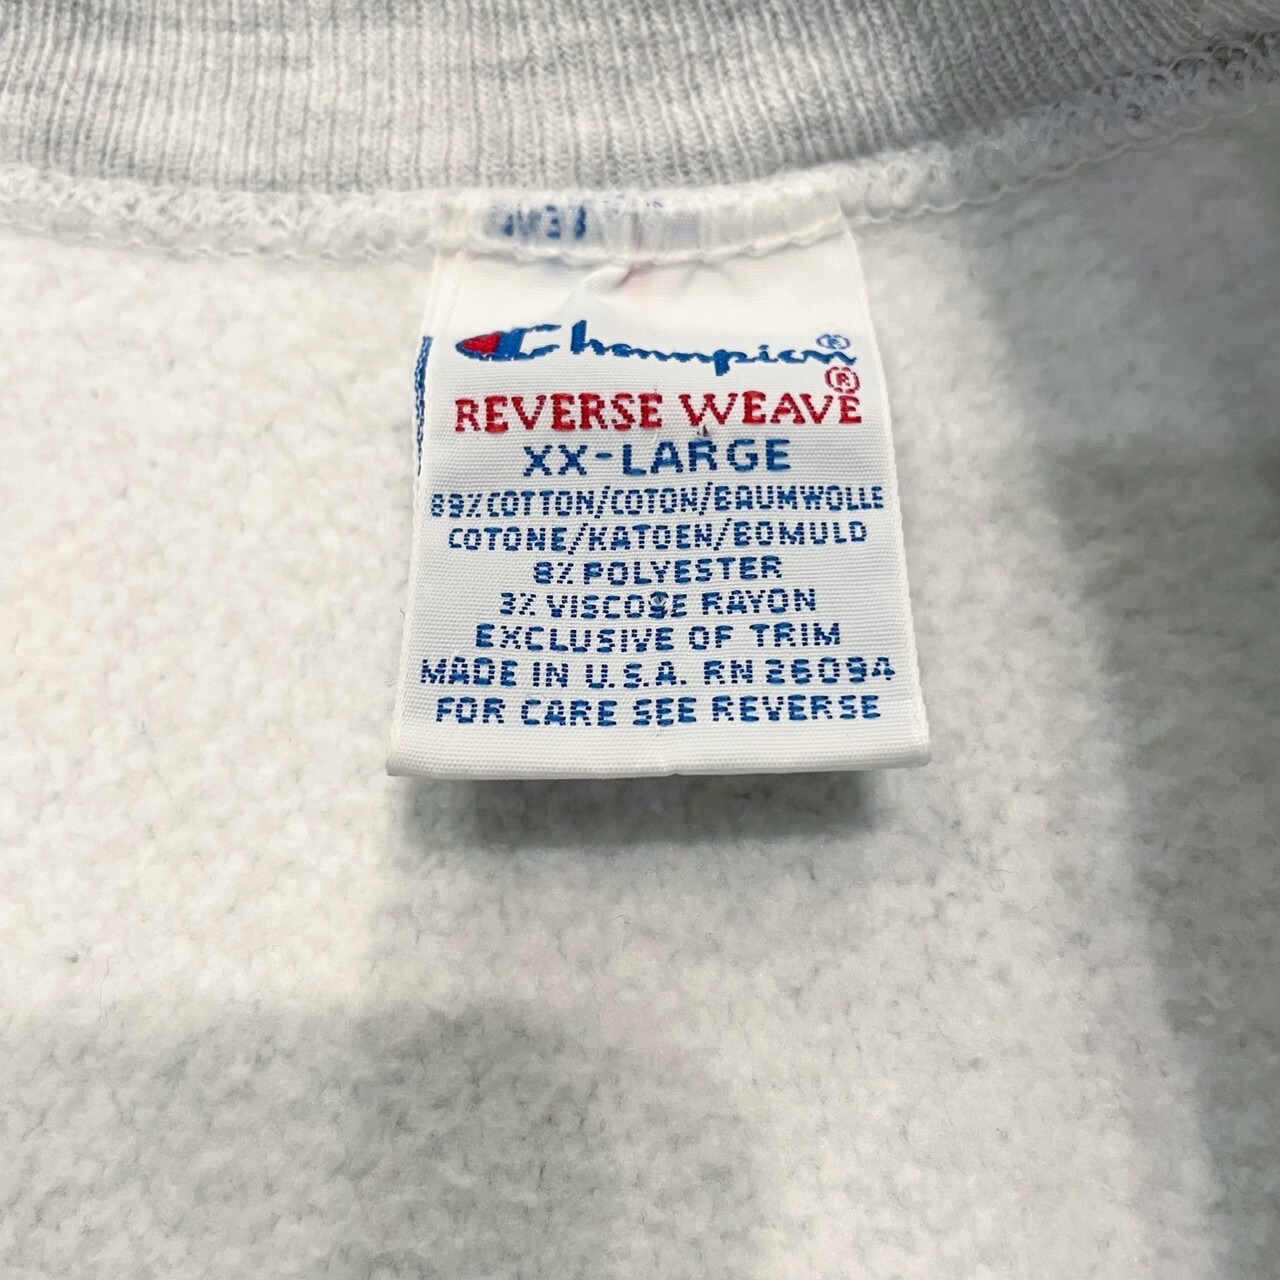 Champion®
REVERSE WEAVE®
XX-LARGE
89% COTTON/COTON/BAUMWOLLE
COTONE/KATOEN/BOMULD
8% POLYESTER
3% VISCOSE RAYON
EXCLUSIVE OF TRIM
MADE IN U.S.A. RN 26094
FOR CARE SEE REVERSE